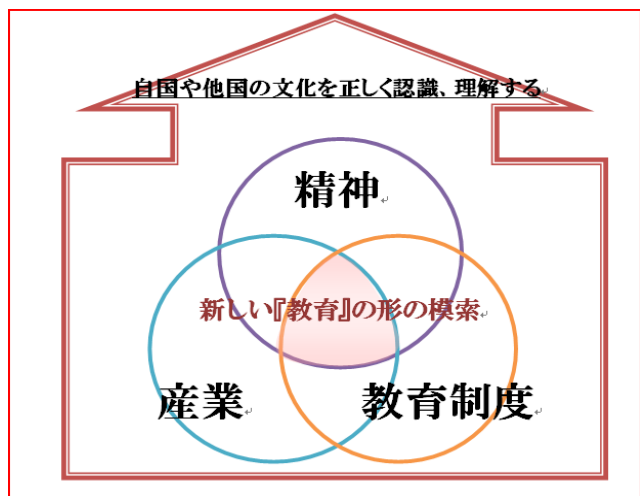 自国や他国の文化を正しく認識、理解する
精神
新しい『教育』の形の模索
産業
教育制度